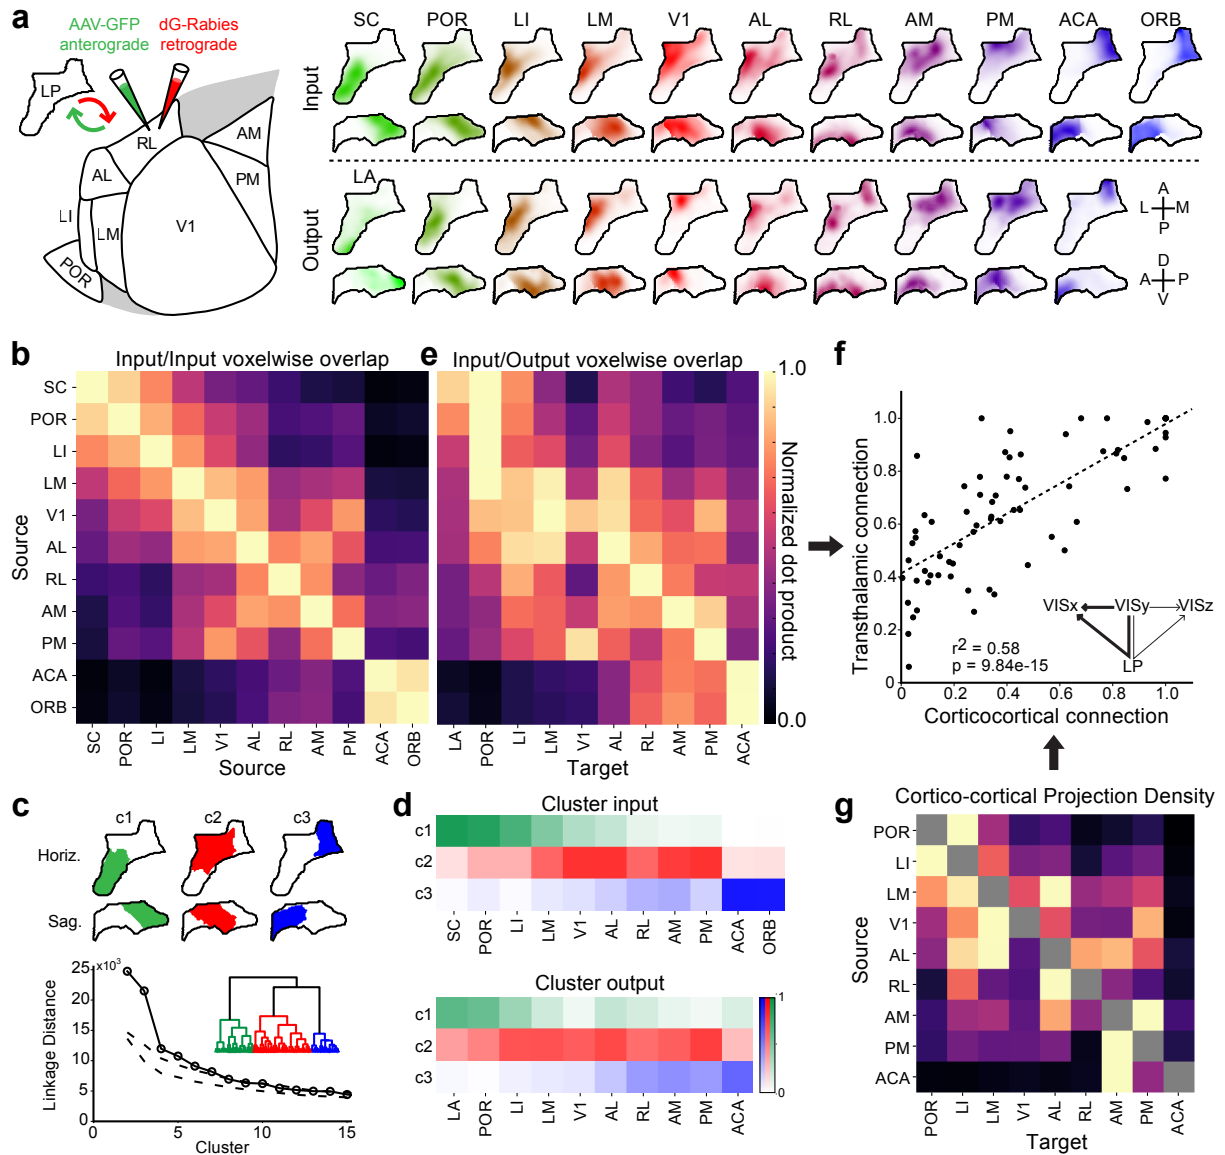 a
AAV-GFP anterograde
dG-Rabies retrograde
LP
RL
AM
AL
PM
LI
LM
V1
POR
SC POR LI LM V1 AL RL AM PM ACA ORB
Input
LA
Output
A
L M
P
D
A P
V
b
Input/Input voxelwise overlap
Source
SC
POR
LI
LM
V1
AL
RL
AM
PM
ACA
ORB
SC POR LI LM V1 AL RL AM PM ACA ORB
Source
e
Input/Output voxelwise overlap
LA POR LI LM V1 AL RL AM PM ACA
Target
1.0
Normalized dot product
0.0
f
Transthalamic connection
1.0
0.8
0.6
0.4
0.2
0
0 0.2 0.4 0.6 0.8 1.0
Corticocortical connection
r² = 0.58
p = 9.84e-15
VISx VISy VISz
LP
c
c1 c2 c3
Horiz.
Sag.
x10³
25
20
15
10
5
0
Linkage Distance
0 5 10 15
Cluster
d
Cluster input
c1
c2
c3
SC POR LI LM V1 AL RL AM PM ACA ORB
Cluster output
c1
c2
c3
LA POR LI LM V1 AL RL AM PM ACA
1
0
g
Cortico-cortical Projection Density
Source
POR
LI
LM
V1
AL
RL
AM
PM
ACA
POR LI LM V1 AL RL AM PM ACA
Target